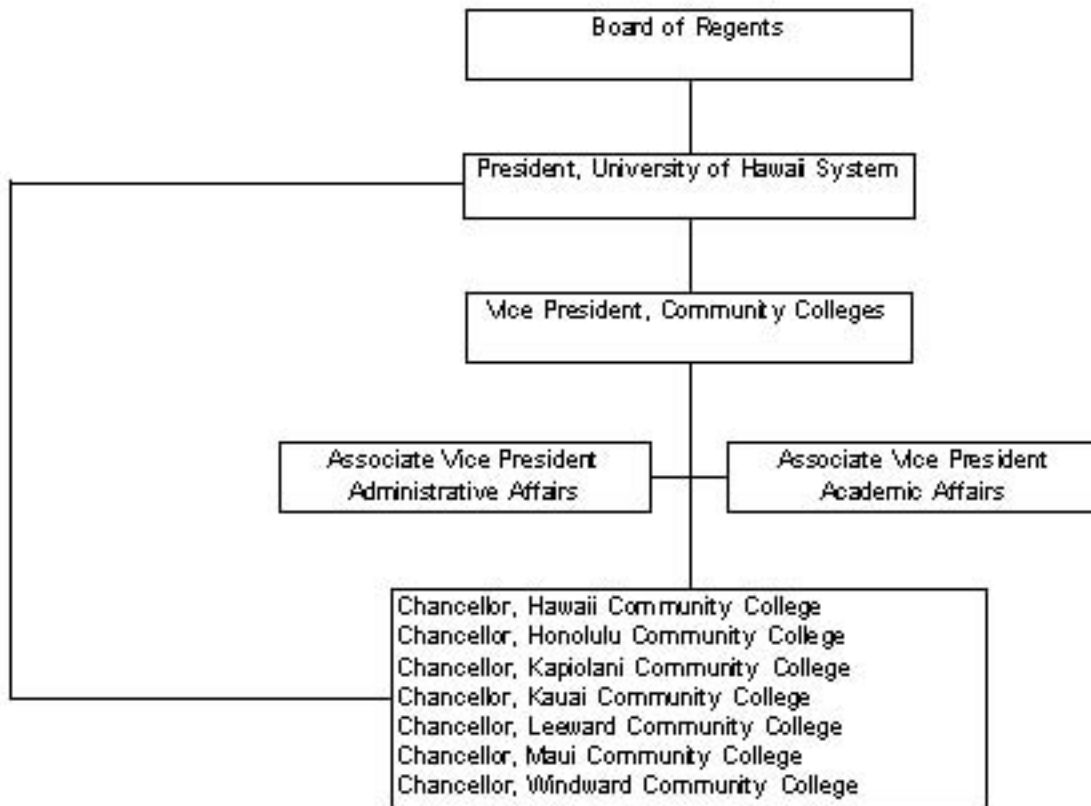 Board of Regents
President, University of Hawaii System
Vice President, Community Colleges
Associate Vice President
Administrative Affairs
Associate Vice President
Academic Affairs
Chancellor, Hawaii Community College
Chancellor, Honolulu Community College
Chancellor, Kapiolani Community College
Chancellor, Kauai Community College
Chancellor, Leeward Community College
Chancellor, Maui Community College
Chancellor, Windward Community College